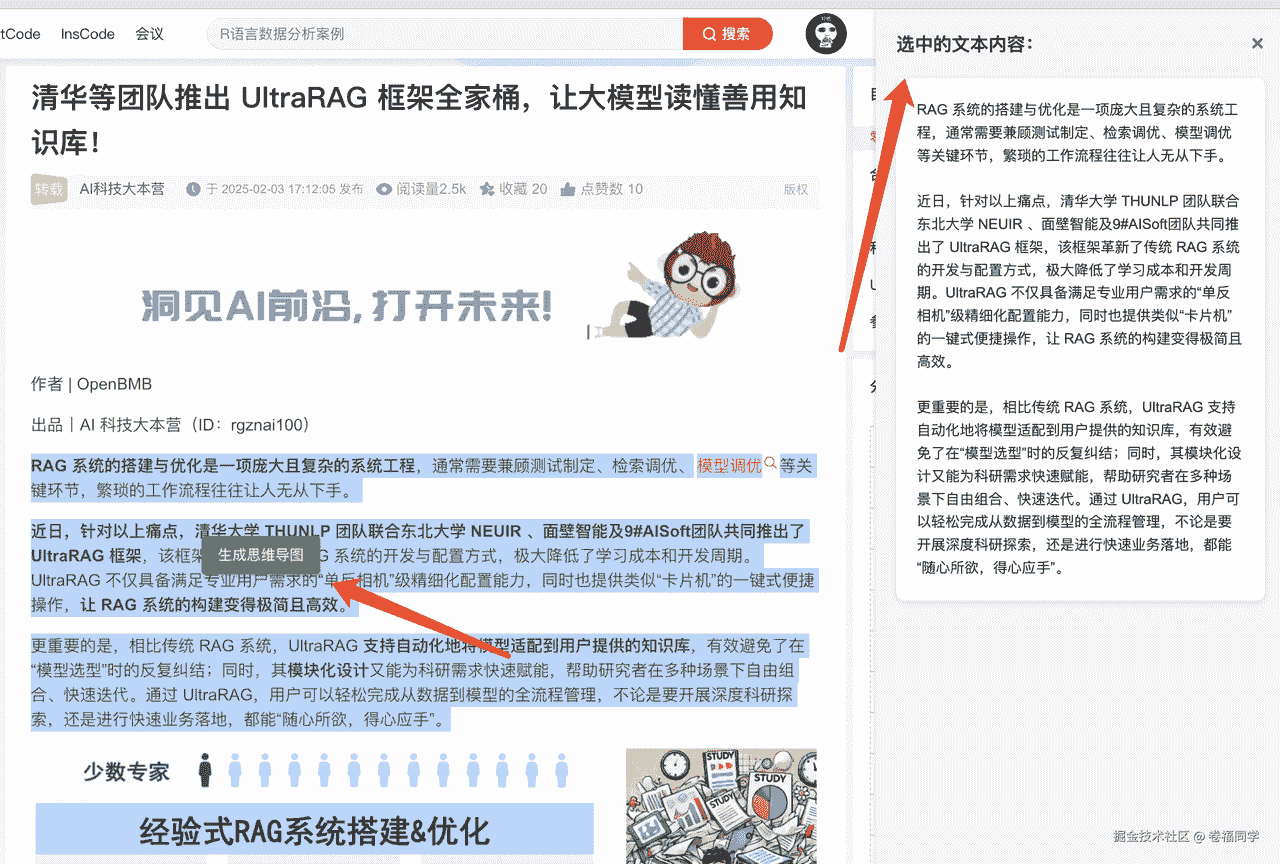 tCode InsCode 会议 R语言数据分析案例 搜索
清华等团队推出 UltraRAG 框架全家桶，让大模型读懂善用知
识库！
转载 AI科技大本营 于 2025-02-03 17:12:05 发布 阅读量2.5k 收藏 20 点赞数 10 版权
洞见AI前沿, 打开未来!
作者 | OpenBMB
出品 | AI 科技大本营（ID：rgznai100）
RAG 系统的搭建与优化是一项庞大且复杂的系统工程，通常需要兼顾测试制定、检索调优、 模型调优 等关
键环节，繁琐的工作流程往往让人无从下手。
近日，针对以上痛点，清华大学 THUNLP 团队联合东北大学 NEUIR 、面壁智能及9#AISoft团队共同推出了
UltraRAG 框架，该框架 G 系统的开发与配置方式，极大降低了学习成本和开发周期。
生成思维导图
UltraRAG 不仅具备满足专业用户需求的“单反相机”级精细化配置能力，同时也提供类似“卡片机”的一键式便捷
操作，让 RAG 系统的构建变得极简且高效。
更重要的是，相比传统 RAG 系统，UltraRAG 支持自动化地将模型适配到用户提供的知识库，有效避免了在
“模型选型”时的反复纠结；同时，其模块化设计又能为科研需求快速赋能，帮助研究者在多种场景下自由组
合、快速迭代。通过 UltraRAG，用户可以轻松完成从数据到模型的全流程管理，不论是要开展深度科研探
索，还是进行快速业务落地，都能“随心所欲，得心应手”。
少数专家
经验式RAG系统搭建&优化
STUDY
STUDY
STUDY
选中的文本内容：
RAG 系统的搭建与优化是一项庞大且复杂的系统工
程，通常需要兼顾测试制定、检索调优、模型调优
等关键环节，繁琐的工作流程往往让人无从下手。
近日，针对以上痛点，清华大学 THUNLP 团队联合
东北大学 NEUIR 、面壁智能及9#AISoft团队共同推
出了 UltraRAG 框架，该框架革新了传统 RAG 系统
的开发与配置方式，极大降低了学习成本和开发周
期。UltraRAG 不仅具备满足专业用户需求的“单反
相机”级精细化配置能力，同时也提供类似“卡片机”
的一键式便捷操作，让 RAG 系统的构建变得极简且
高效。
更重要的是，相比传统 RAG 系统，UltraRAG 支持
自动化地将模型适配到用户提供的知识库，有效避
免了在“模型选型”时的反复纠结；同时，其模块化设
计又能为科研需求快速赋能，帮助研究者在多种场
景下自由组合、快速迭代。通过 UltraRAG，用户可
以轻松完成从数据到模型的全流程管理，不论是要
开展深度科研探索，还是进行快速业务落地，都能
“随心所欲，得心应手”。
掘金技术社区 @ 卷福同学